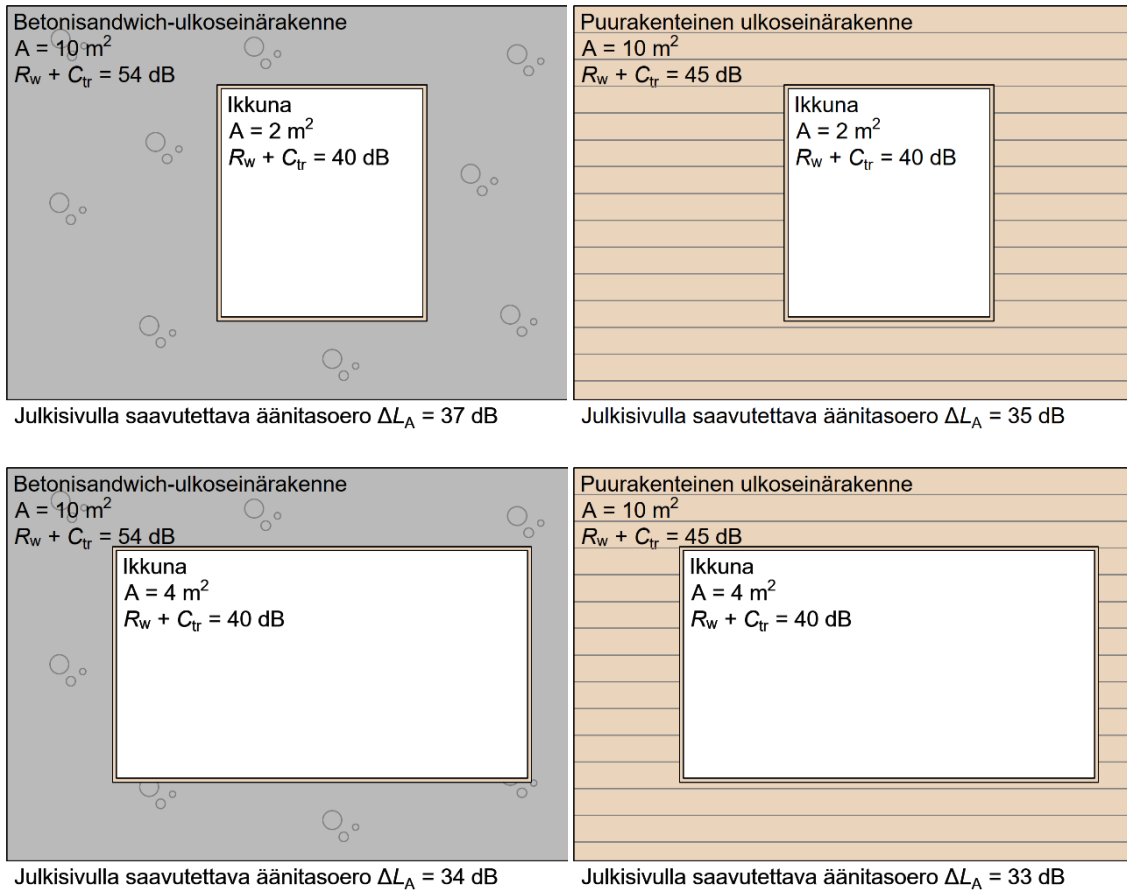 Betonisandwich-ulkoseinärakenne
A = 10 m²
Rw + Ctr = 54 dB
Ikkuna
A = 2 m²
Rw + Ctr = 40 dB
Julkisivulla saavutettava äänitasoero ΔLA = 37 dB
Puurakenteinen ulkoseinärakenne
A = 10 m²
Rw + Ctr = 45 dB
Ikkuna
A = 2 m²
Rw + Ctr = 40 dB
Julkisivulla saavutettava äänitasoero ΔLA = 35 dB
Betonisandwich-ulkoseinärakenne
A = 10 m²
Rw + Ctr = 54 dB
Ikkuna
A = 4 m²
Rw + Ctr = 40 dB
Julkisivulla saavutettava äänitasoero ΔLA = 34 dB
Puurakenteinen ulkoseinärakenne
A = 10 m²
Rw + Ctr = 45 dB
Ikkuna
A = 4 m²
Rw + Ctr = 40 dB
Julkisivulla saavutettava äänitasoero ΔLA = 33 dB